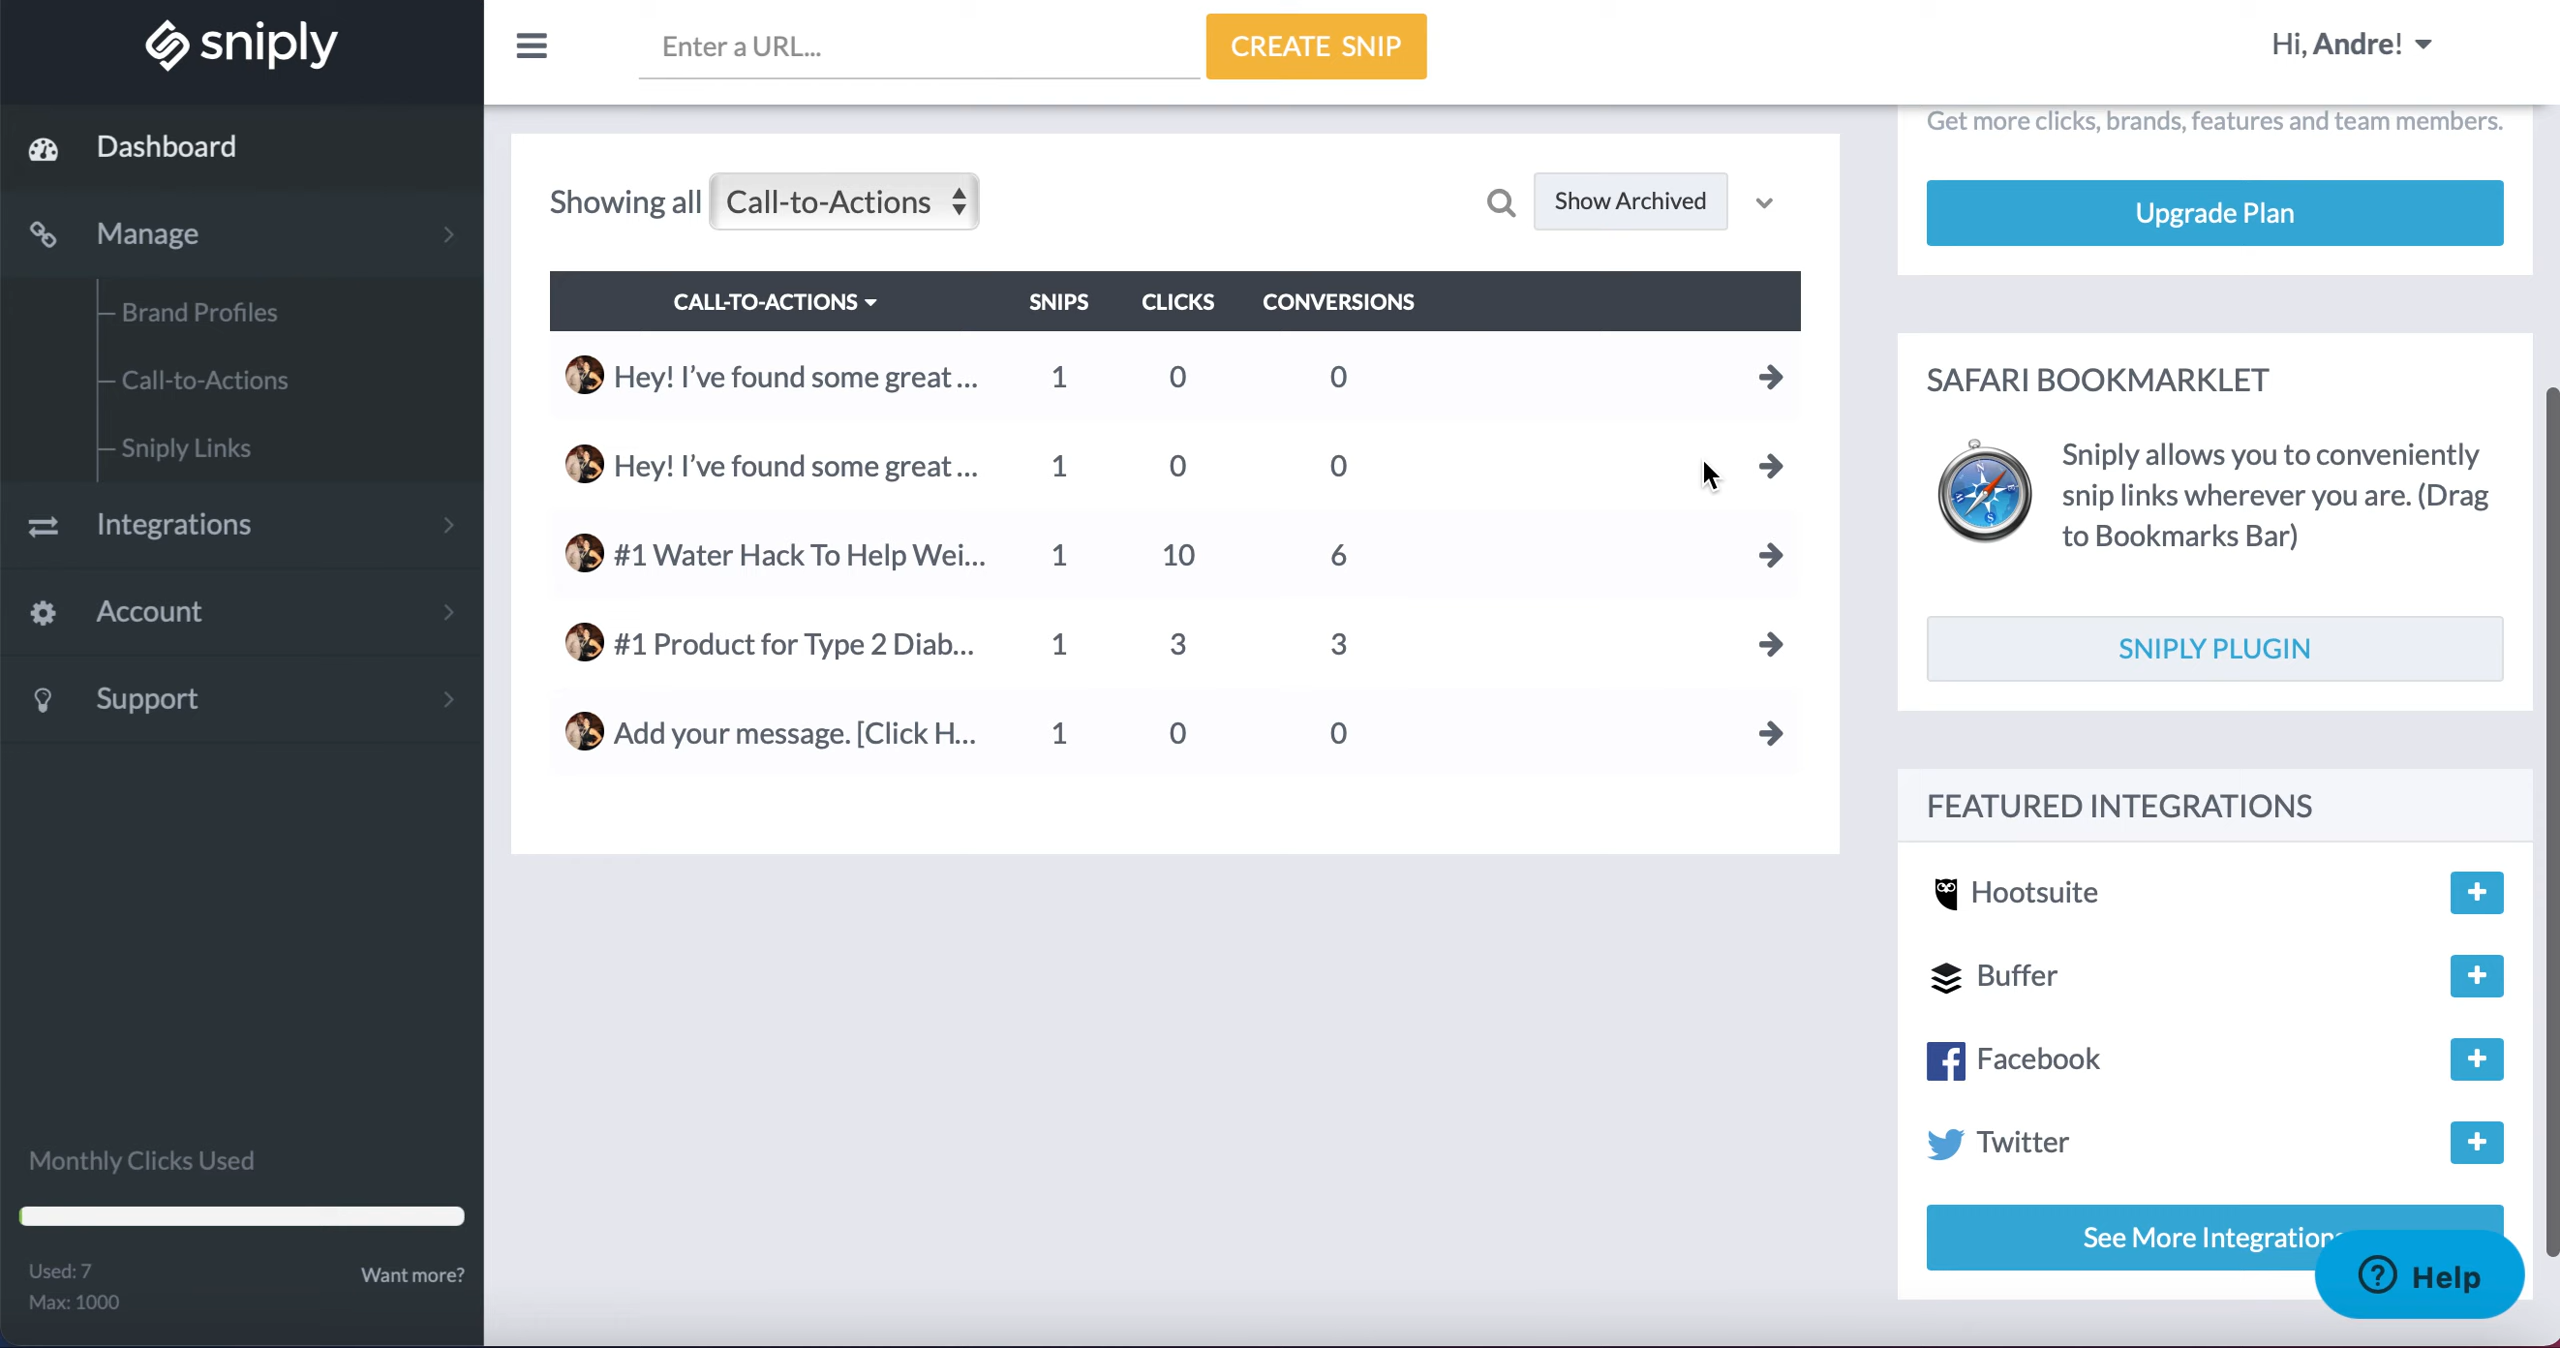 sniply
Enter a URL...
CREATE SNIP
Hi, Andre!
Dashboard
Manage
Brand Profiles
Call-to-Actions
Sniply Links
Integrations
Account
Support
Monthly Clicks Used
Used: 7
Max: 1000
Want more?
Showing all Call-to-Actions
Show Archived
CALL-TO-ACTIONS SNIPS CLICKS CONVERSIONS
Hey! I’ve found some great ... 1 0 0
Hey! I’ve found some great ... 1 0 0
#1 Water Hack To Help Wei... 1 10 6
#1 Product for Type 2 Diab... 1 3 3
Add your message. [Click H... 1 0 0
Get more clicks, brands, features and team members.
Upgrade Plan
SAFARI BOOKMARKLET
Sniply allows you to conveniently
snip links wherever you are. (Drag
to Bookmarks Bar)
SNIPLY PLUGIN
FEATURED INTEGRATIONS
Hootsuite +
Buffer +
Facebook +
Twitter +
See More Integrations
Help